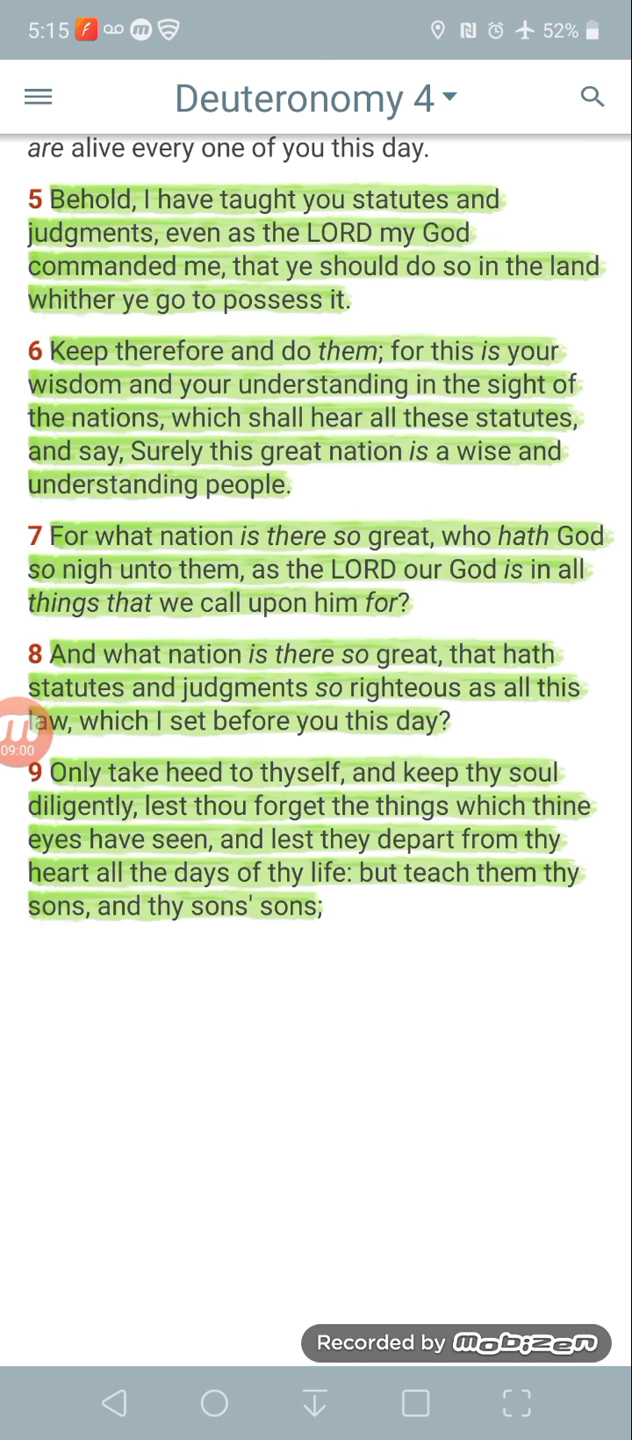 5:15
52%
Deuteronomy 4
are alive every one of you this day.
5 Behold, I have taught you statutes and
judgments, even as the LORD my God
commanded me, that ye should do so in the land
whither ye go to possess it.
6 Keep therefore and do them; for this is your
wisdom and your understanding in the sight of
the nations, which shall hear all these statutes,
and say, Surely this great nation is a wise and
understanding people.
7 For what nation is there so great, who hath God
so nigh unto them, as the LORD our God is in all
things that we call upon him for?
8 And what nation is there so great, that hath
statutes and judgments so righteous as all this
law, which I set before you this day?
09:00
9 Only take heed to thyself, and keep thy soul
diligently, lest thou forget the things which thine
eyes have seen, and lest they depart from thy
heart all the days of thy life: but teach them thy
sons, and thy sons' sons;
Recorded by mobizen